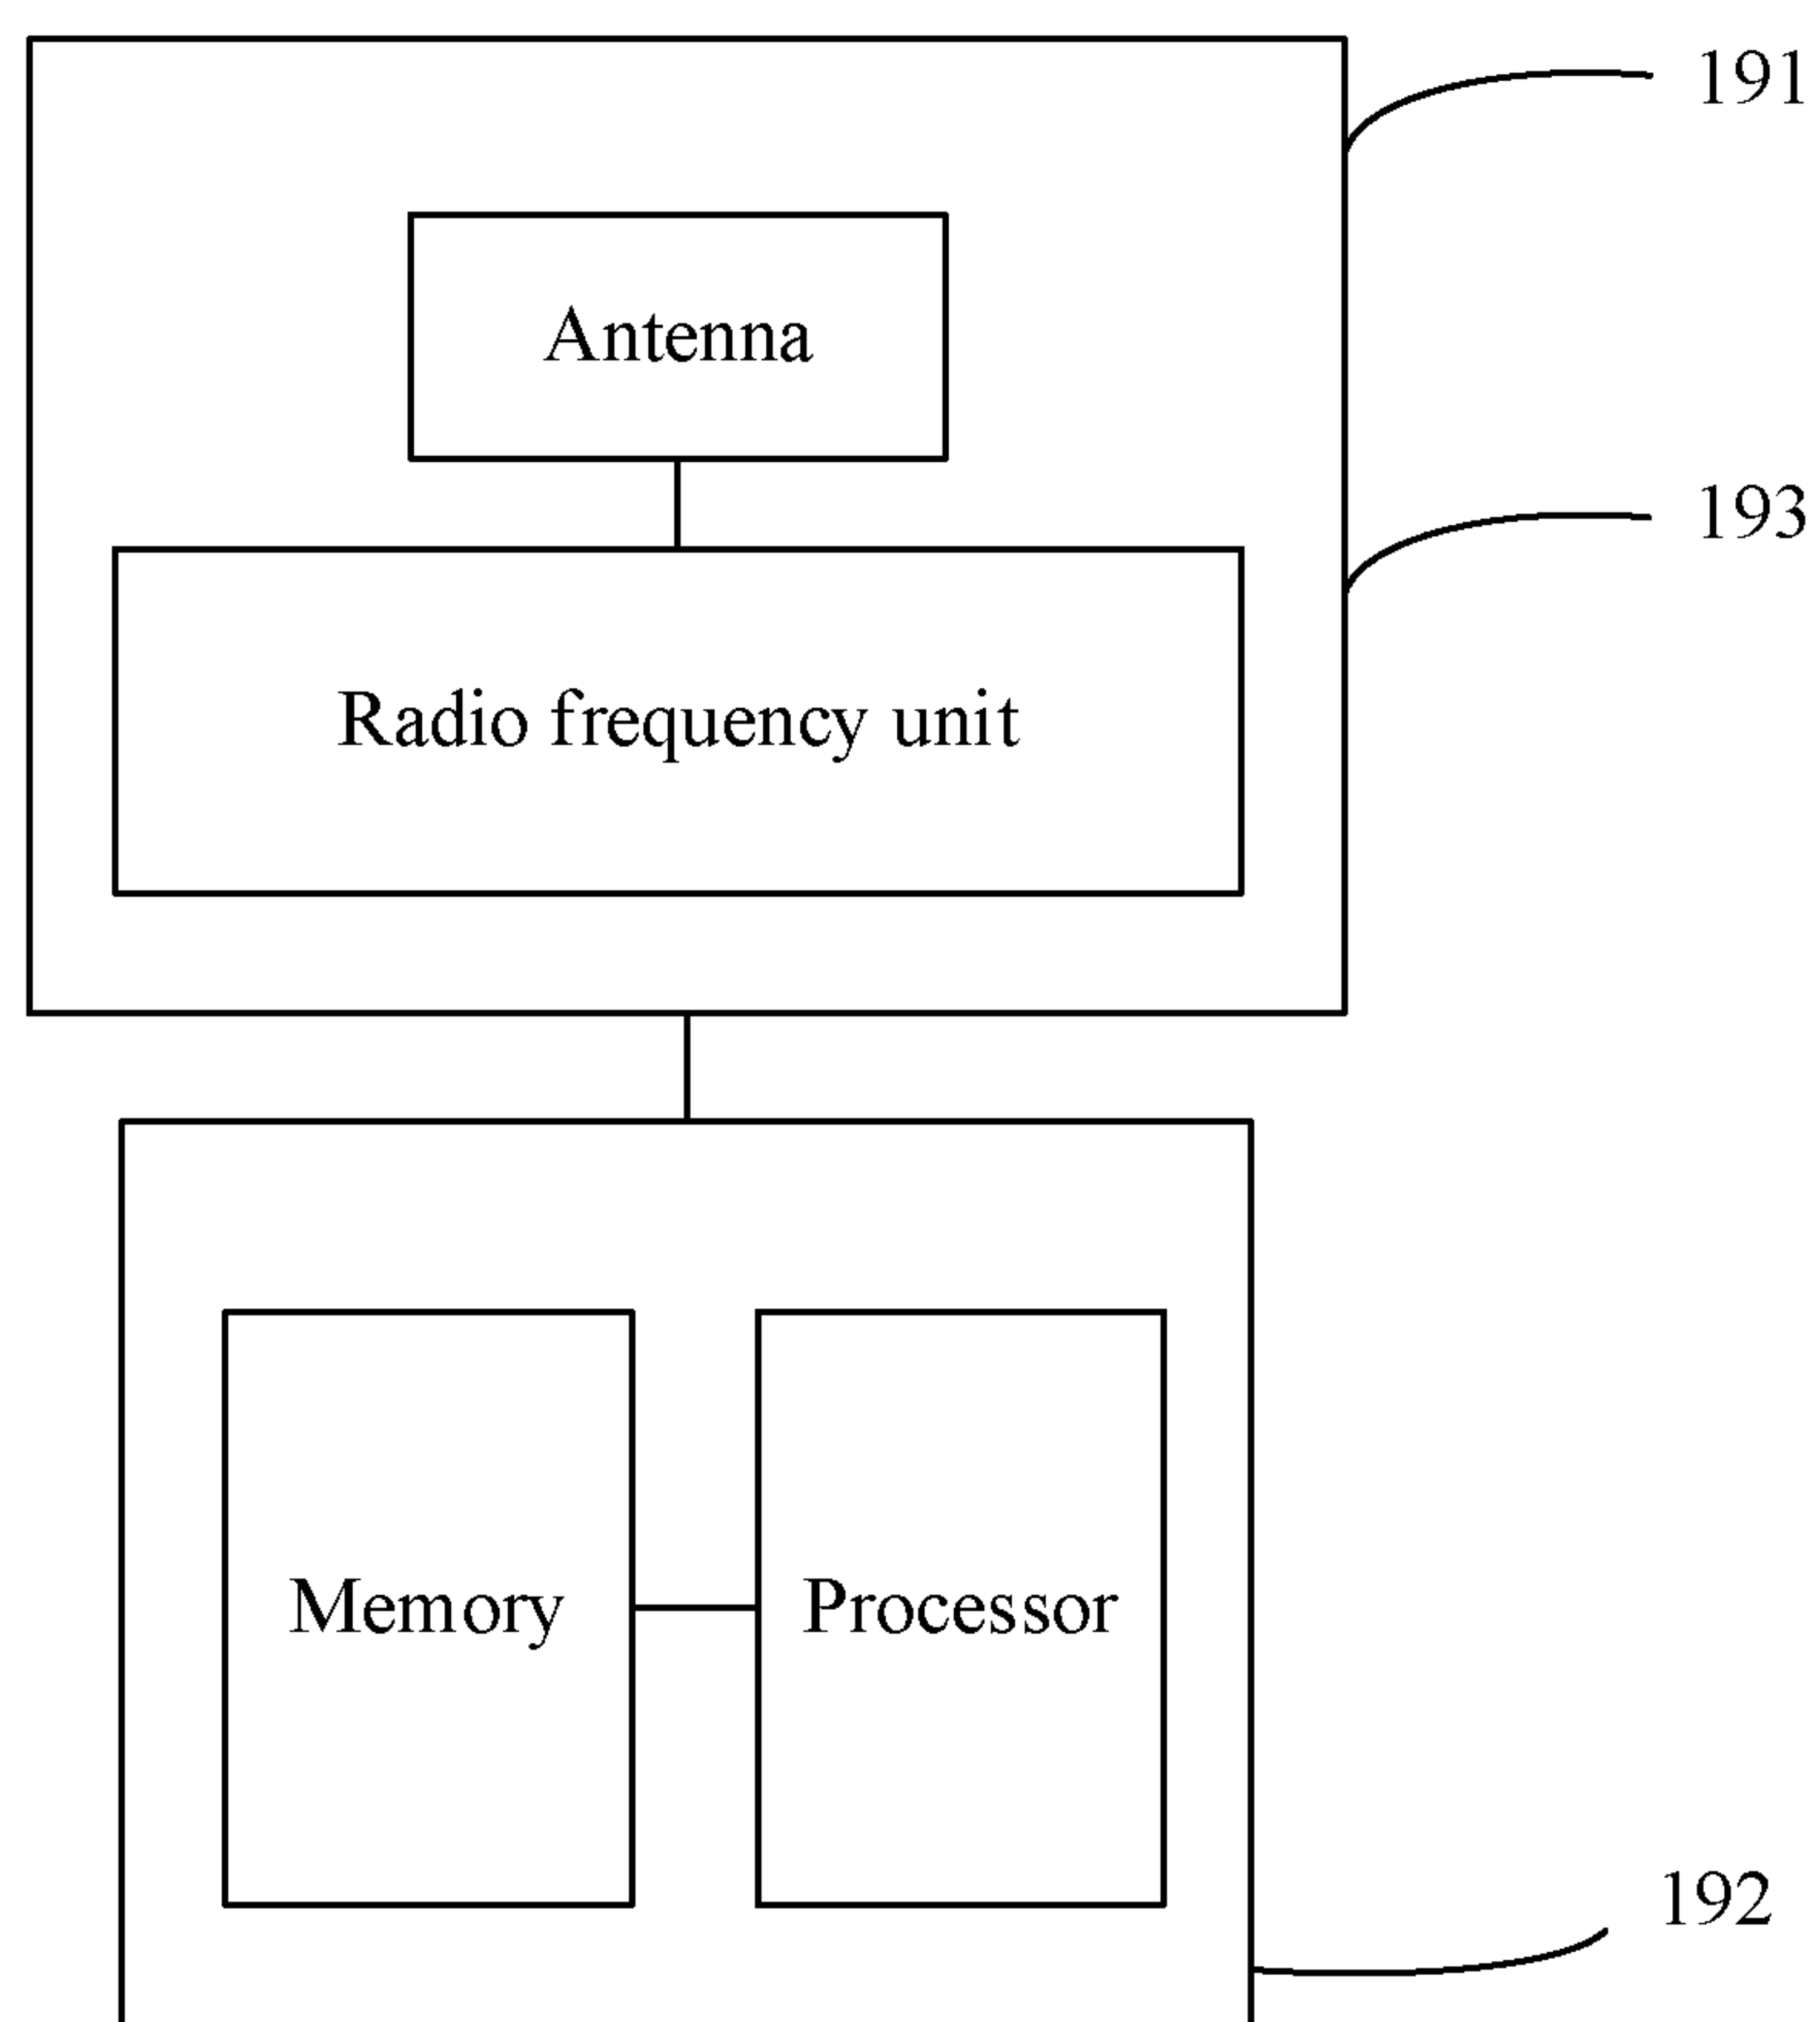 191
Antenna
193
Radio frequency unit
Memory
Processor
192